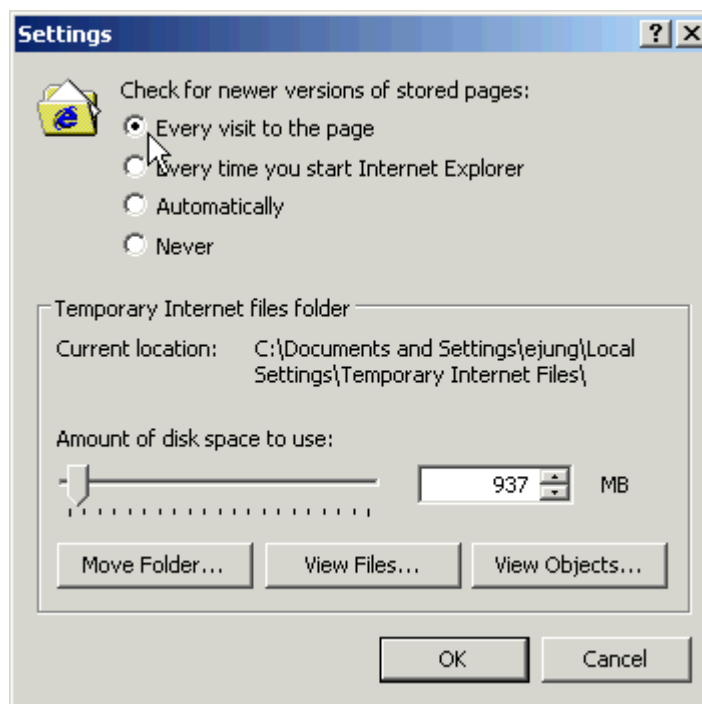 Settings
Check for newer versions of stored pages:
Every visit to the page
Every time you start Internet Explorer
Automatically
Never
Temporary Internet files folder
Current location: C:\Documents and Settings\ejung\Local
Settings\Temporary Internet Files\
Amount of disk space to use:
937 MB
Move Folder... View Files... View Objects...
OK Cancel